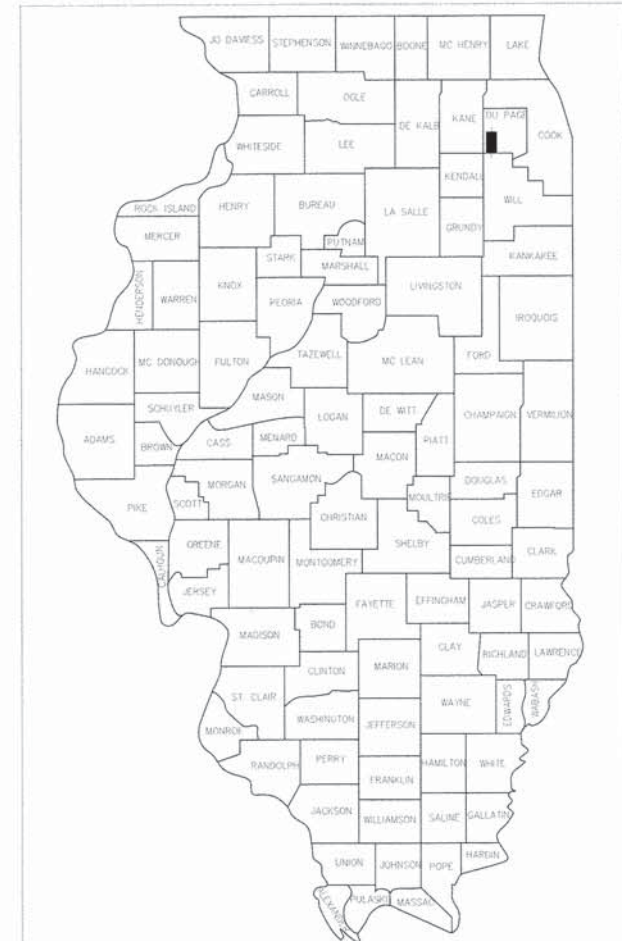 JO DAVIESS
STEPHENSON
WINNEBAGO
BOONE
MC HENRY
LAKE
CARROLL
OGLE
DE KALB
KANE
DU PAGE
COOK
WHITESIDE
LEE
KENDALL
WILL
ROCK ISLAND
HENRY
BUREAU
LA SALLE
GRUNDY
MERCER
PUTNAM
KANKAKEE
STARK
MARSHALL
HENDERSON
WARREN
KNOX
PEORIA
WOODFORD
LIVINGSTON
IROQUOIS
HANCOCK
MC DONOUGH
FULTON
TAZEWELL
MC LEAN
FORD
SCHUYLER
MASON
LOGAN
DE WITT
CHAMPAIGN
VERMILION
ADAMS
BROWN
CASS
MENARD
MACON
PIATT
PIKE
SCOTT
MORGAN
SANGAMON
CHRISTIAN
MOULTRIE
DOUGLAS
EDGAR
COLES
CALHOUN
GREENE
MACOUPIN
MONTGOMERY
SHELBY
CUMBERLAND
CLARK
JERSEY
FAYETTE
EFFINGHAM
JASPER
CRAWFORD
MADISON
BOND
CLAY
RICHLAND
LAWRENCE
CLINTON
MARION
ST. CLAIR
WAYNE
EDWARDS
WABASH
WASHINGTON
JEFFERSON
MONROE
RANDOLPH
PERRY
HAMILTON
WHITE
FRANKLIN
JACKSON
WILLIAMSON
SALINE
GALLATIN
UNION
JOHNSON
POPE
HARDIN
ALEXANDER
PULASKI
MASSAC